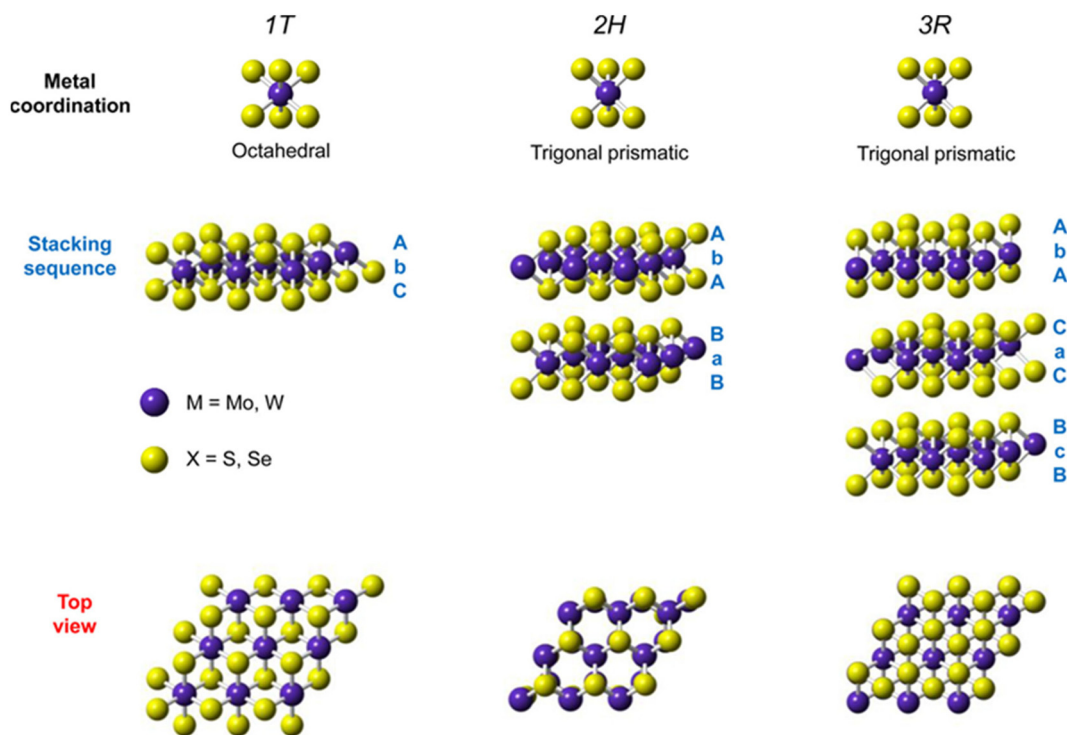 1T
2H
3R
Metal
coordination
Octahedral
Trigonal prismatic
Trigonal prismatic
Stacking
sequence
A
b
C
A
b
A
B
a
B
A
b
A
C
a
C
B
c
B
M = Mo, W
X = S, Se
Top
view